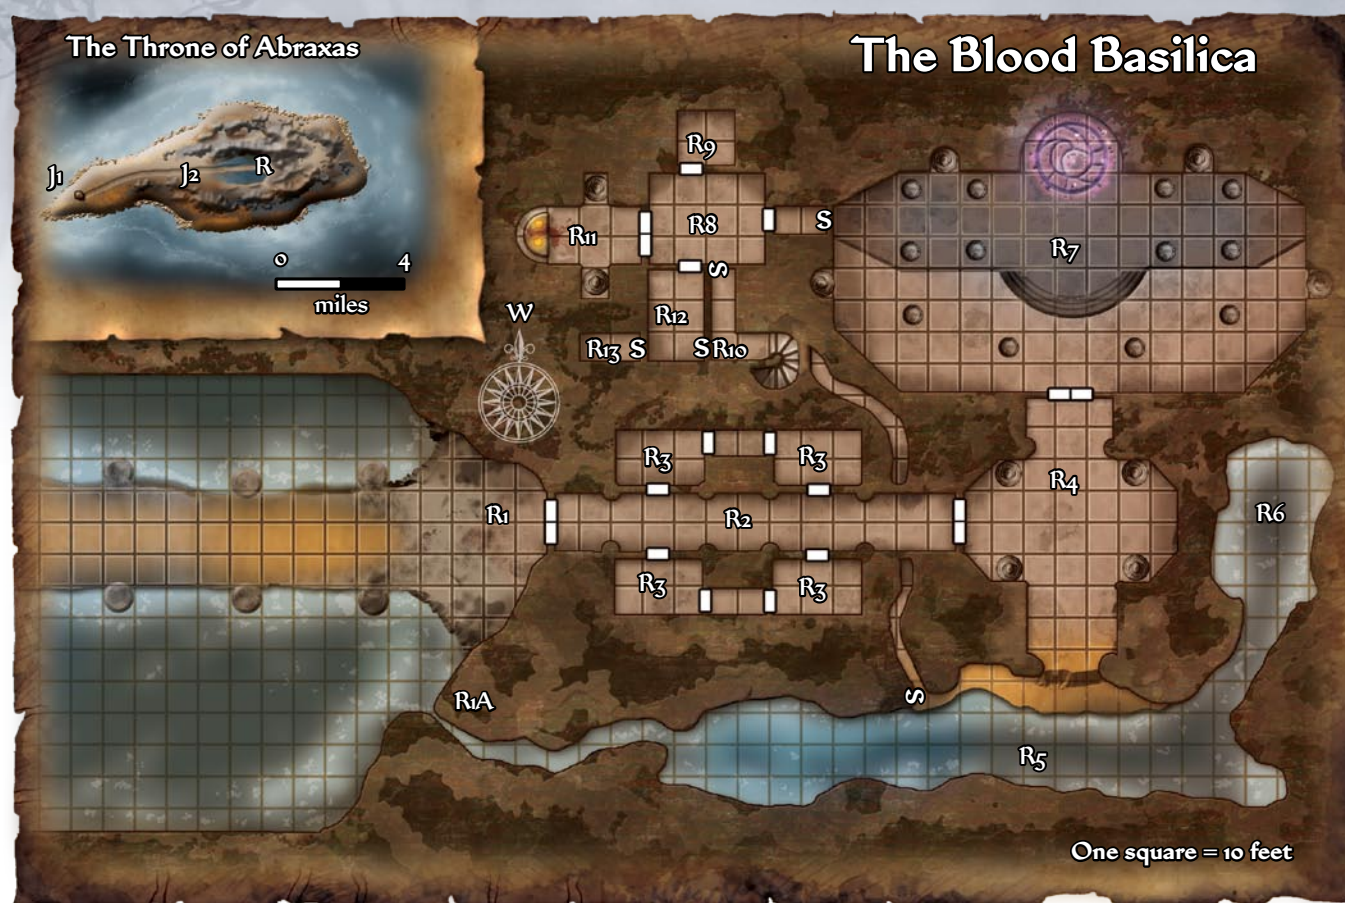 The Throne of Abraxas
The Blood Basilica
J1
J2
R
0 4
miles
R9
R8
S
R11
R7
S
R12
W
R13 S
S R10
R3
R3
R4
R1
R2
R6
R3
R3
R1A
S
R5
One square = 10 feet